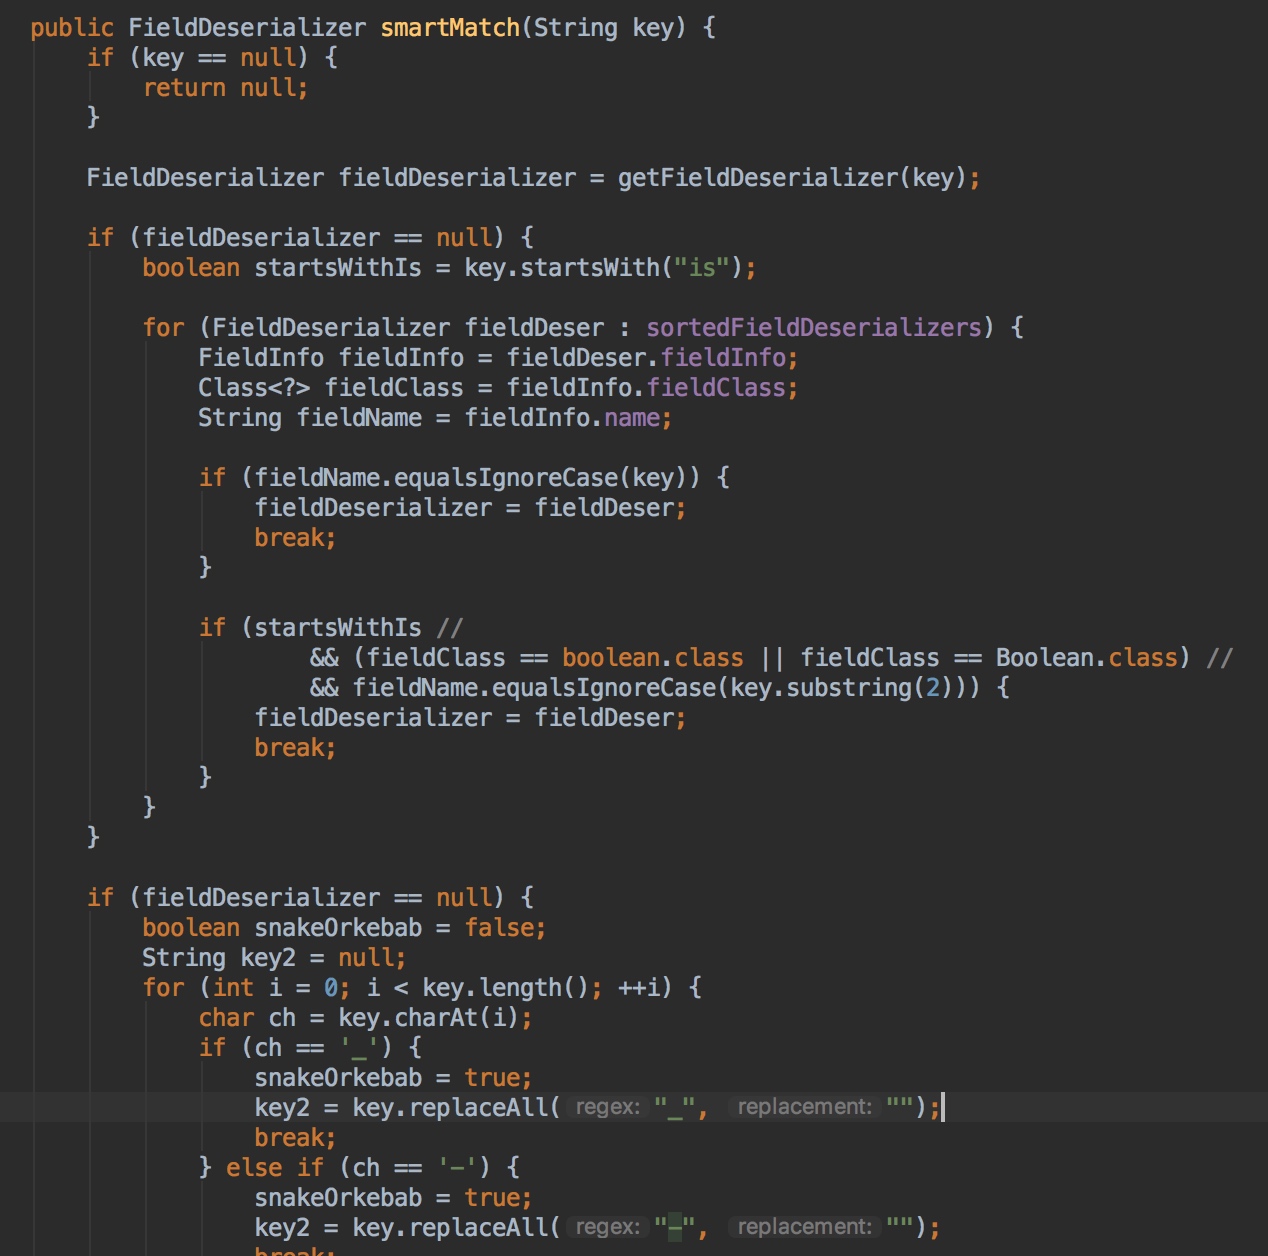 public FieldDeserializer smartMatch(String key) {
if (key == null) {
return null;
}
FieldDeserializer fieldDeserializer = getFieldDeserializer(key);
if (fieldDeserializer == null) {
boolean startsWithIs = key.startsWith("is");
for (FieldDeserializer fieldDeser : sortedFieldDeserializers) {
FieldInfo fieldInfo = fieldDeser.fieldInfo;
Class<?> fieldClass = fieldInfo.fieldClass;
String fieldName = fieldInfo.name;
if (fieldName.equalsIgnoreCase(key)) {
fieldDeserializer = fieldDeser;
break;
}
if (startsWithIs //
&& (fieldClass == boolean.class || fieldClass == Boolean.class) //
&& fieldName.equalsIgnoreCase(key.substring(2))) {
fieldDeserializer = fieldDeser;
break;
}
}
}
if (fieldDeserializer == null) {
boolean snakeOrkebab = false;
String key2 = null;
for (int i = 0; i < key.length(); ++i) {
char ch = key.charAt(i);
if (ch == '_') {
snakeOrkebab = true;
key2 = key.replaceAll( regex: "_", replacement: "");
break;
} else if (ch == '-') {
snakeOrkebab = true;
key2 = key.replaceAll( regex: "-", replacement: "");
break;